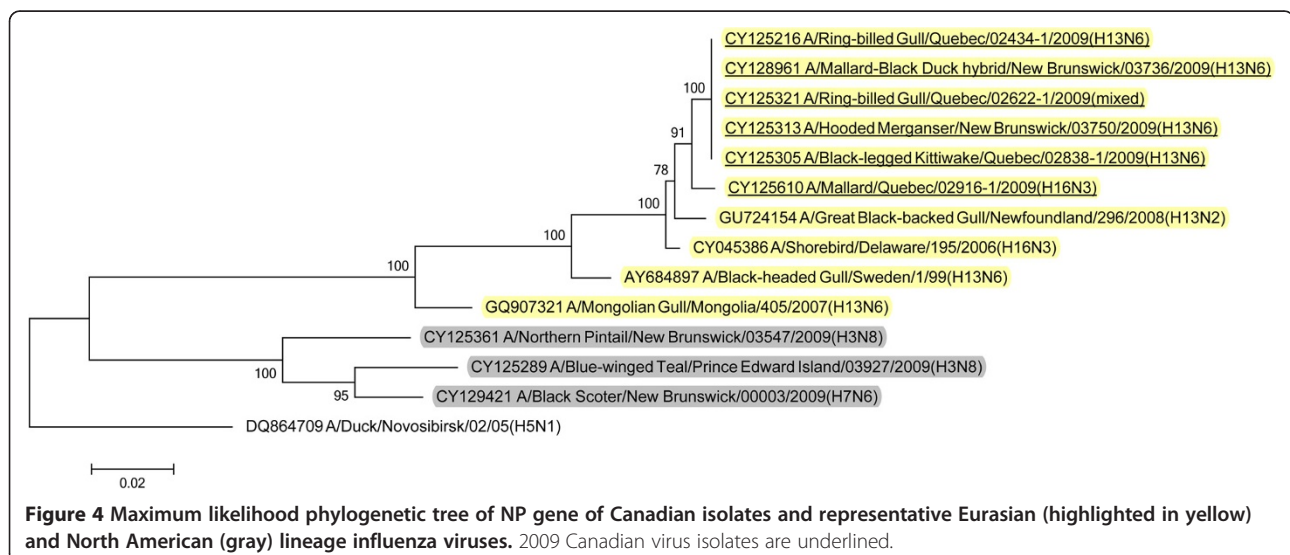 CY125216 A/Ring-billed Gull/Quebec/02434-1/2009(H13N6)
CY128961 A/Mallard-Black Duck hybrid/New Brunswick/03736/2009(H13N6)
100
CY125321 A/Ring-billed Gull/Quebec/02622-1/2009(mixed)
CY125313 A/Hooded Merganser/New Brunswick/03750/2009(H13N6)
91
CY125305 A/Black-legged Kittiwake/Quebec/02838-1/2009(H13N6)
78
CY125610 A/Mallard/Quebec/02916-1/2009(H16N3)
100
GU724154 A/Great Black-backed Gull/Newfoundland/296/2008(H13N2)
100
CY045386 A/Shorebird/Delaware/195/2006(H16N3)
100
AY684897 A/Black-headed Gull/Sweden/1/99(H13N6)
GQ907321 A/Mongolian Gull/Mongolia/405/2007(H13N6)
CY125361 A/Northern Pintail/New Brunswick/03547/2009(H3N8)
100
CY125289 A/Blue-winged Teal/Prince Edward Island/03927/2009(H3N8)
95
CY129421 A/Black Scoter/New Brunswick/00003/2009(H7N6)
DQ864709 A/Duck/Novosibirsk/02/05(H5N1)
0.02
Figure 4 Maximum likelihood phylogenetic tree of NP gene of Canadian isolates and representative Eurasian (highlighted in yellow)
and North American (gray) lineage influenza viruses. 2009 Canadian virus isolates are underlined.